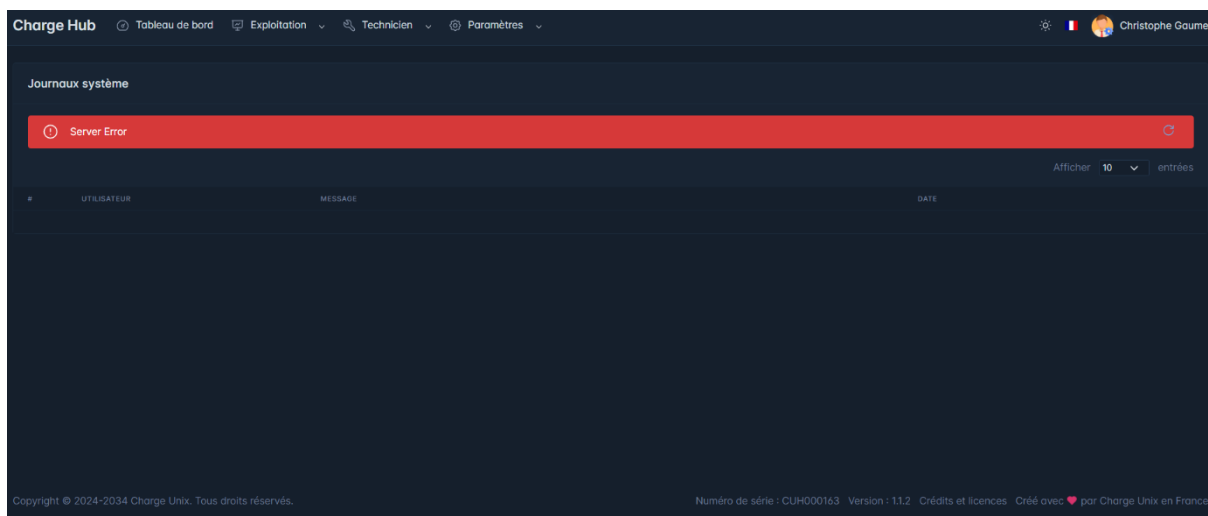 Charge Hub Tableau de bord Exploitation Technicien Paramètres Christophe Gaume
Journaux système
Server Error
Afficher 10 entrées
# UTILISATEUR MESSAGE DATE
Copyright © 2024-2034 Charge Unix. Tous droits réservés. Numéro de série : CUH000163 Version : 1.1.2 Crédits et licences Créé avec ❤ par Charge Unix en France